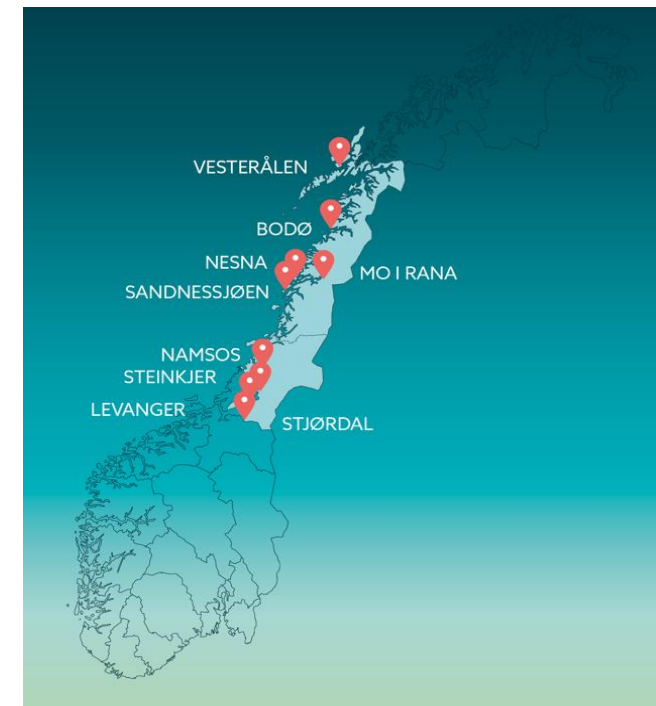 VESTERÅLEN
BODØ
NESNA
MO I RANA
SANDNESSJØEN
NAMSOS
STEINKJER
LEVANGER
STJØRDAL